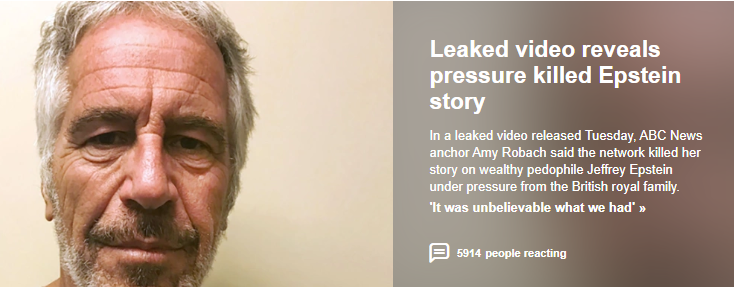 Leaked video reveals
pressure killed Epstein
story
In a leaked video released Tuesday, ABC News
anchor Amy Robach said the network killed her
story on wealthy pedophile Jeffrey Epstein
under pressure from the British royal family.
'It was unbelievable what we had' »
5914 people reacting